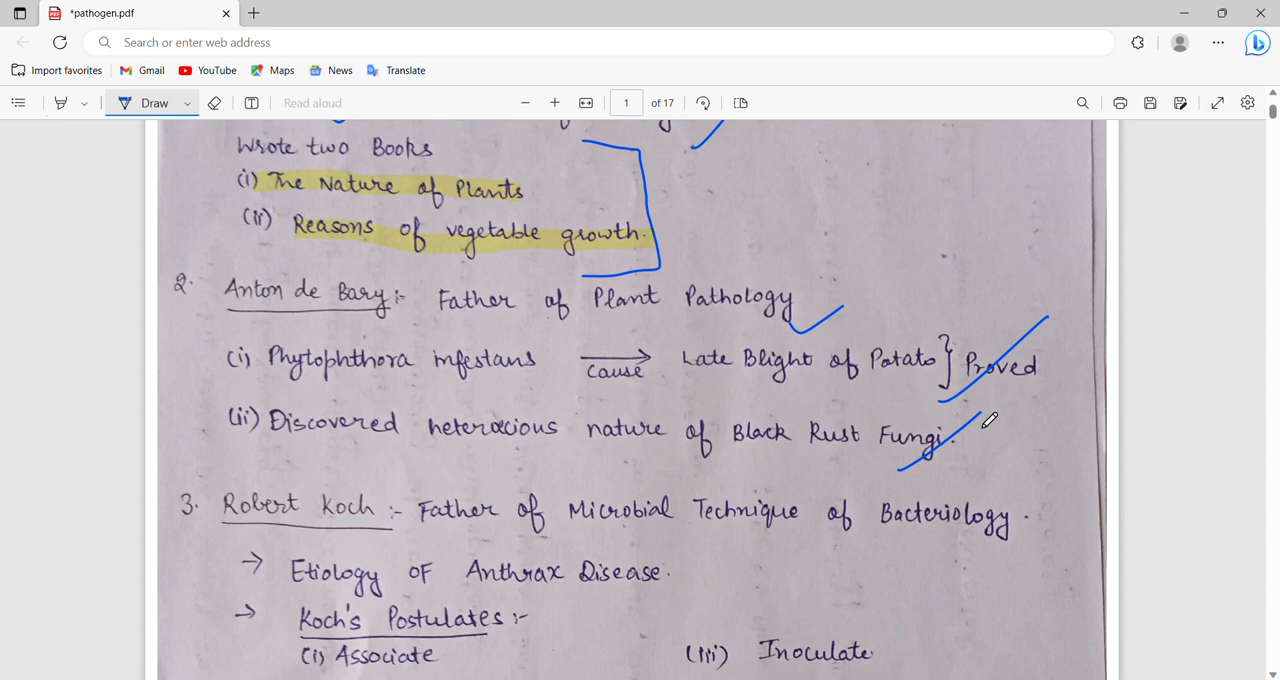 *pathogen.pdf
Search or enter web address
Import favorites Gmail YouTube Maps News Translate
Draw Read aloud 1 of 17
Wrote two Books
(i) The Nature of Plants
(ii) Reasons of vegetable growth.
2. Anton de Bary :- Father of Plant Pathology
(i) Phytophthora infestans cause → Late Blight of Potato } Proved
(ii) Discovered heteracious nature of Black Rust Fungi.
3. Robert Koch :- Father of Microbial Technique of Bacteriology.
→ Etiology OF Anthrax Disease.
→ Koch's Postulates :-
(i) Associate (iii) Inoculate